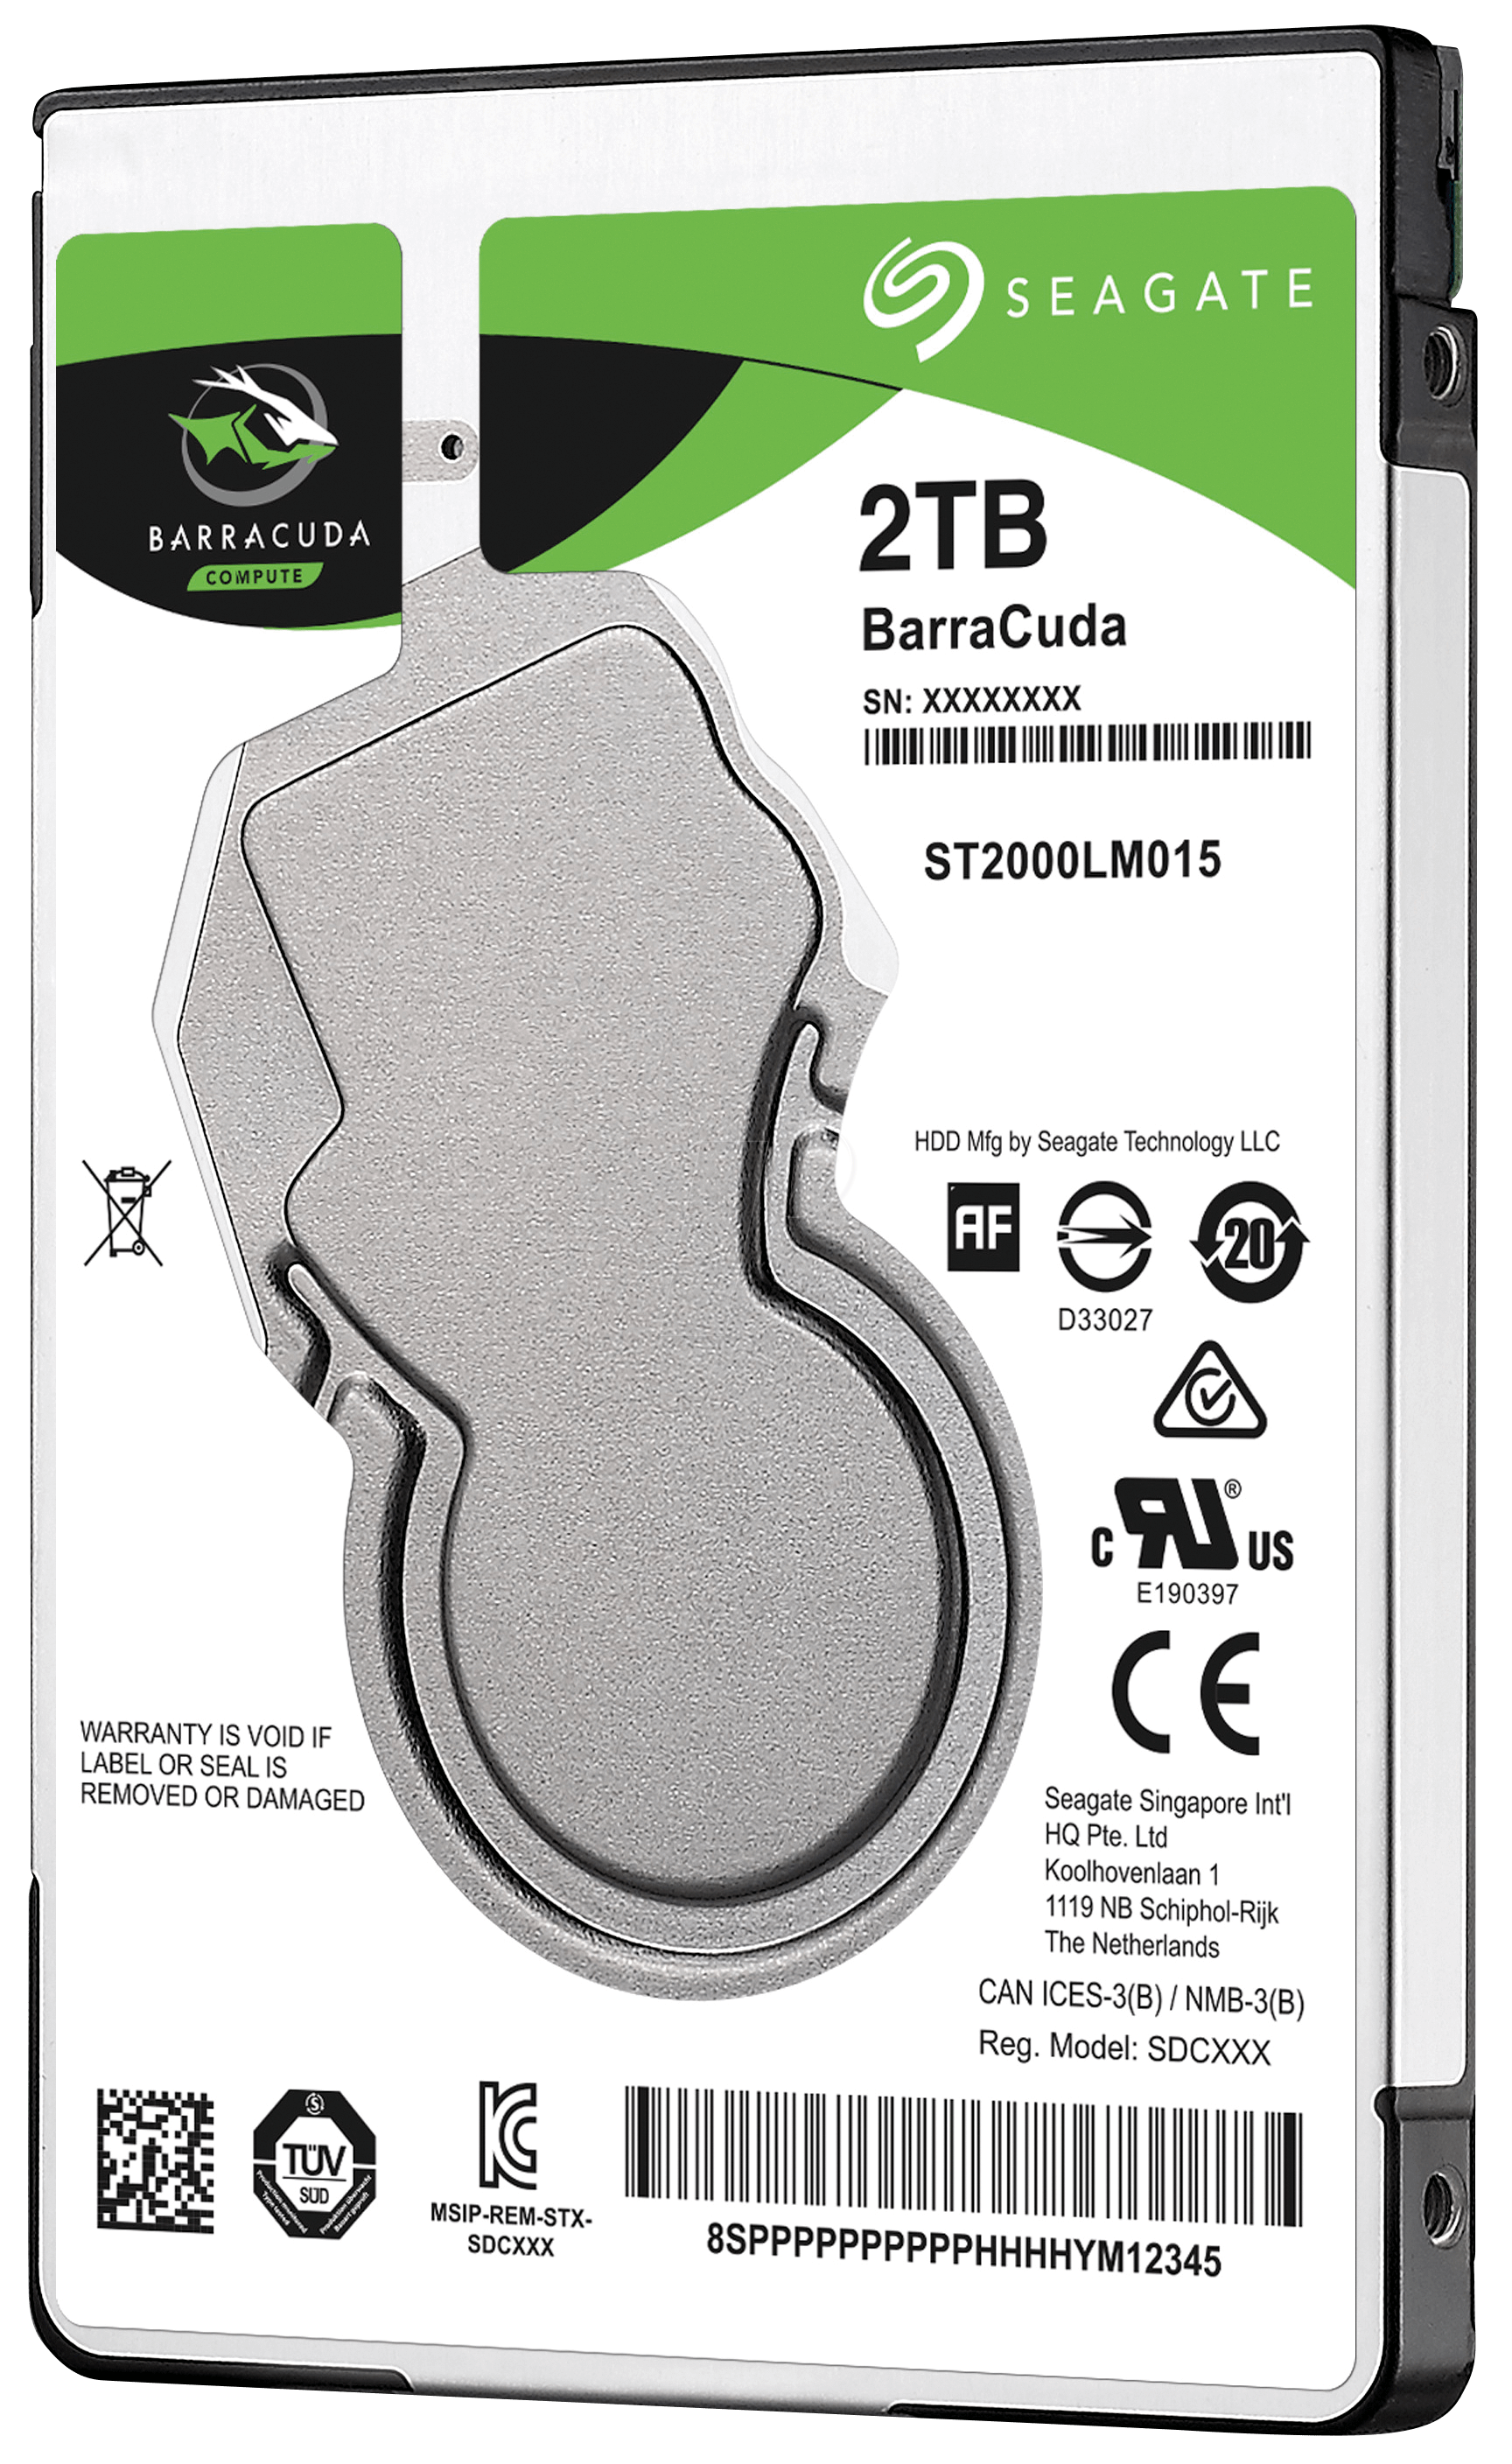 SEAGATE
BARRACUDA
COMPUTE
2TB
BarraCuda
SN: XXXXXXXX
ST2000LM015
HDD Mfg by Seagate Technology LLC
AF
20
D33027
C UR ® US
E190397
CE
WARRANTY IS VOID IF
LABEL OR SEAL IS
REMOVED OR DAMAGED
Seagate Singapore Int'l
HQ Pte. Ltd
Koolhovenlaan 1
1119 NB Schiphol-Rijk
The Netherlands
CAN ICES-3(B) / NMB-3(B)
Reg. Model: SDCXXX
S
TÜV
SÜD
MSIP-REM-STX-
SDCXXX
8SPPPPPPPPPPHHHHYM12345